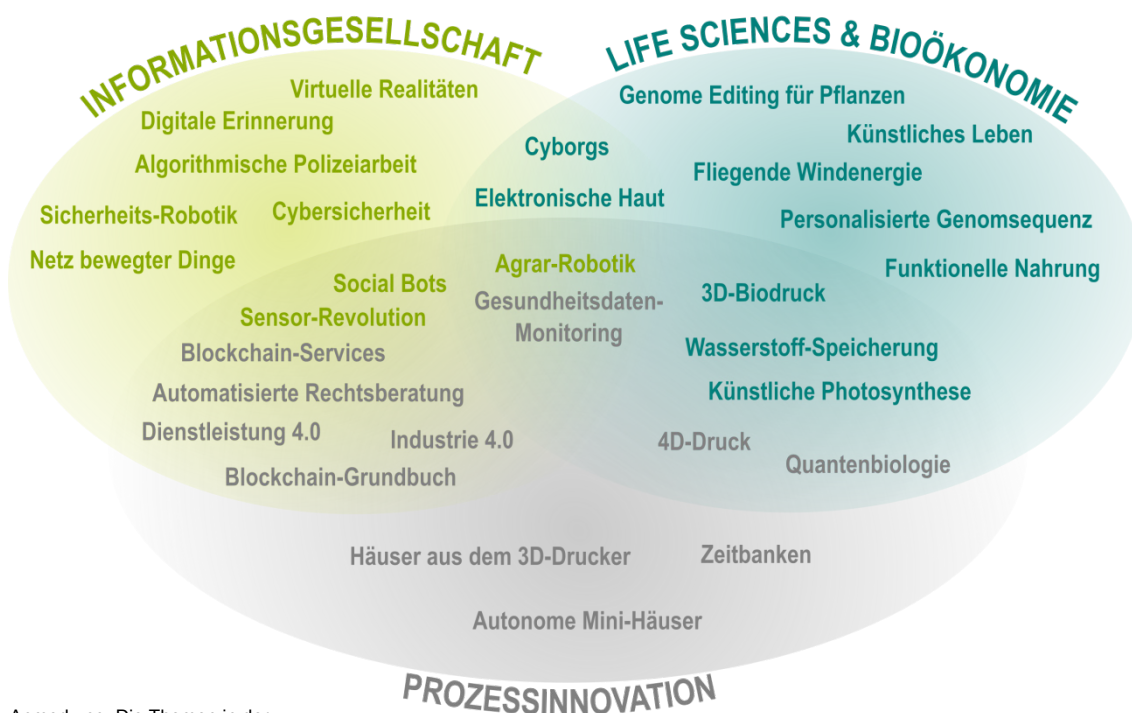 INFORMATIONSGESELLSCHAFT
LIFE SCIENCES & BIOÖKONOMIE
Virtuelle Realitäten
Digitale Erinnerung
Algorithmische Polizeiarbeit
Sicherheits-Robotik
Cybersicherheit
Netz bewegter Dinge
Social Bots
Sensor-Revolution
Blockchain-Services
Automatisierte Rechtsberatung
Dienstleistung 4.0
Industrie 4.0
Blockchain-Grundbuch
Cyborgs
Elektronische Haut
Agrar-Robotik
Gesundheitsdaten-
Monitoring
Genome Editing für Pflanzen
Künstliches Leben
Fliegende Windenergie
Personalisierte Genomsequenz
Funktionelle Nahrung
3D-Biodruck
Wasserstoff-Speicherung
Künstliche Photosynthese
4D-Druck
Quantenbiologie
Häuser aus dem 3D-Drucker
Zeitbanken
Autonome Mini-Häuser
PROZESSINNOVATION